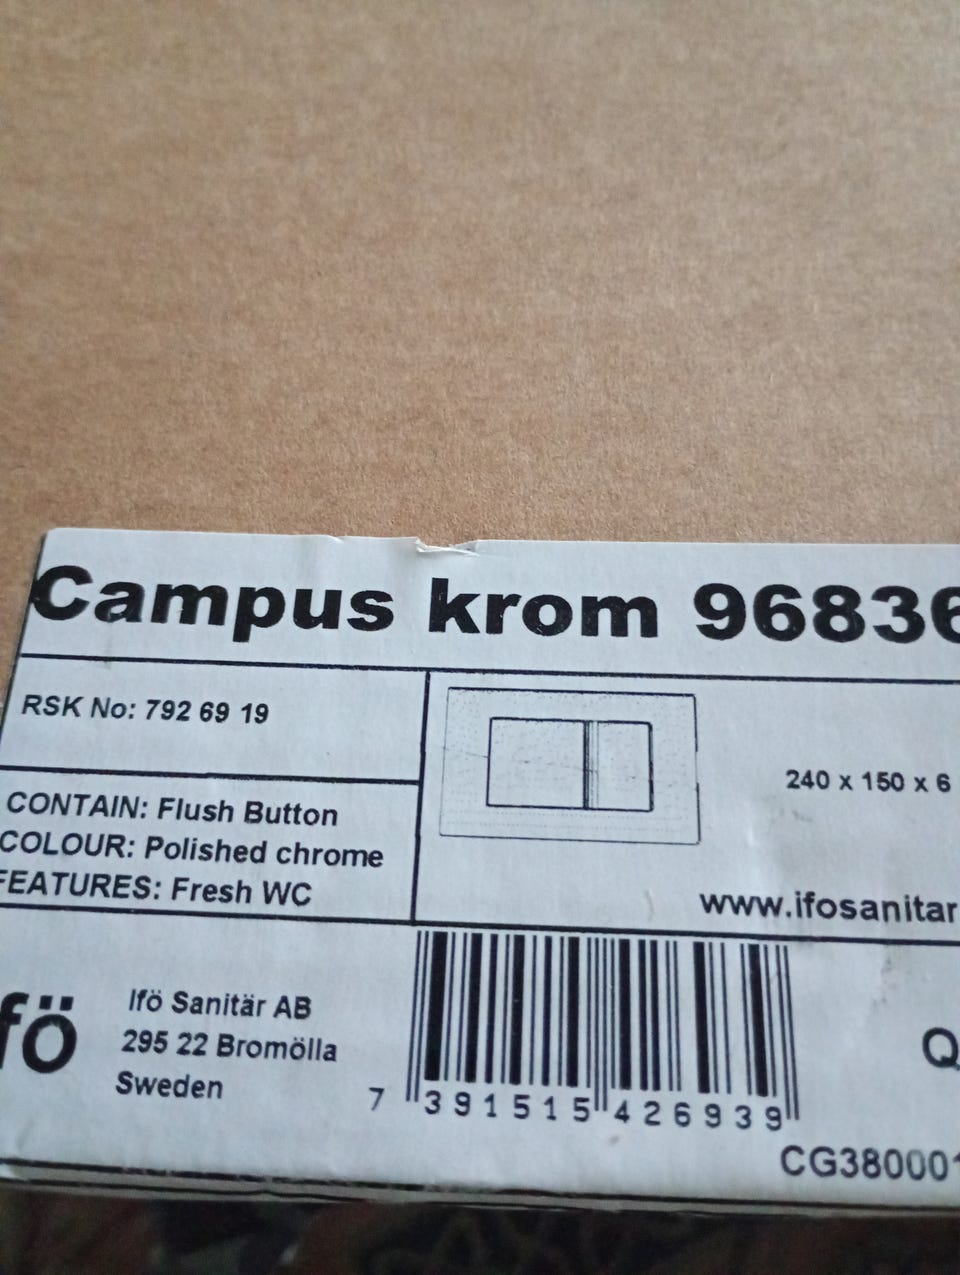 Campus krom 96836
RSK No: 792 69 19
CONTAIN: Flush Button
COLOUR: Polished chrome
FEATURES: Fresh WC
240 x 150 x 6
www.ifosanitar
fö
Ifö Sanitär AB
295 22 Bromölla
Sweden
7 391515 426939
Q
CG380001